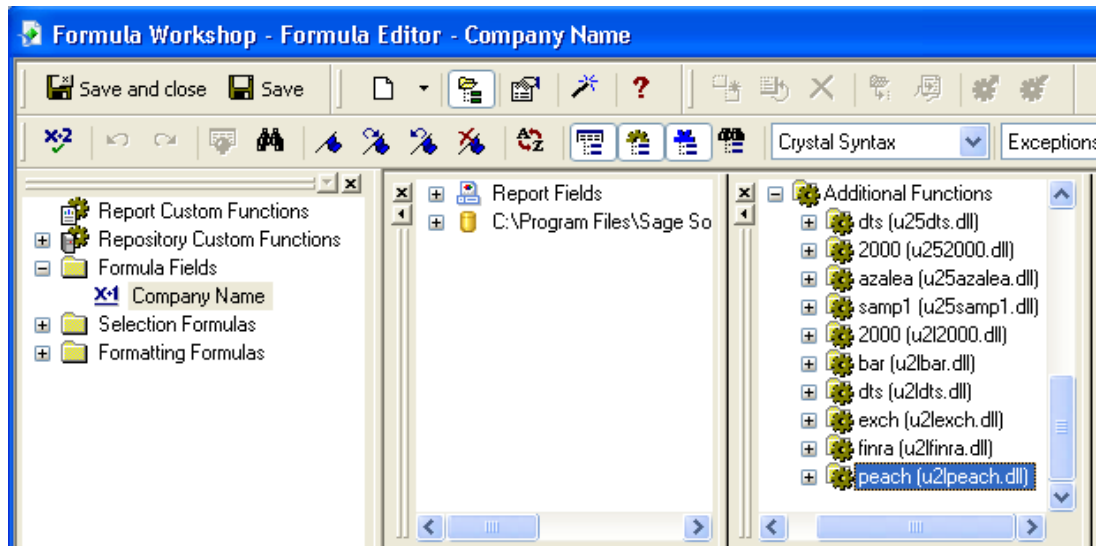 Formula Workshop - Formula Editor - Company Name
Save and close Save
Crystal Syntax Exceptions
Report Custom Functions
Repository Custom Functions
Formula Fields
Company Name
Selection Formulas
Formatting Formulas
Report Fields
C:\Program Files\Sage So
Additional Functions
dts (u25dts.dll)
2000 (u252000.dll)
azalea (u25azalea.dll)
samp1 (u25samp1.dll)
2000 (u2l2000.dll)
bar (u2lbar.dll)
dts (u2ldts.dll)
exch (u2lexch.dll)
finra (u2lfinra.dll)
peach (u2lpeach.dll)